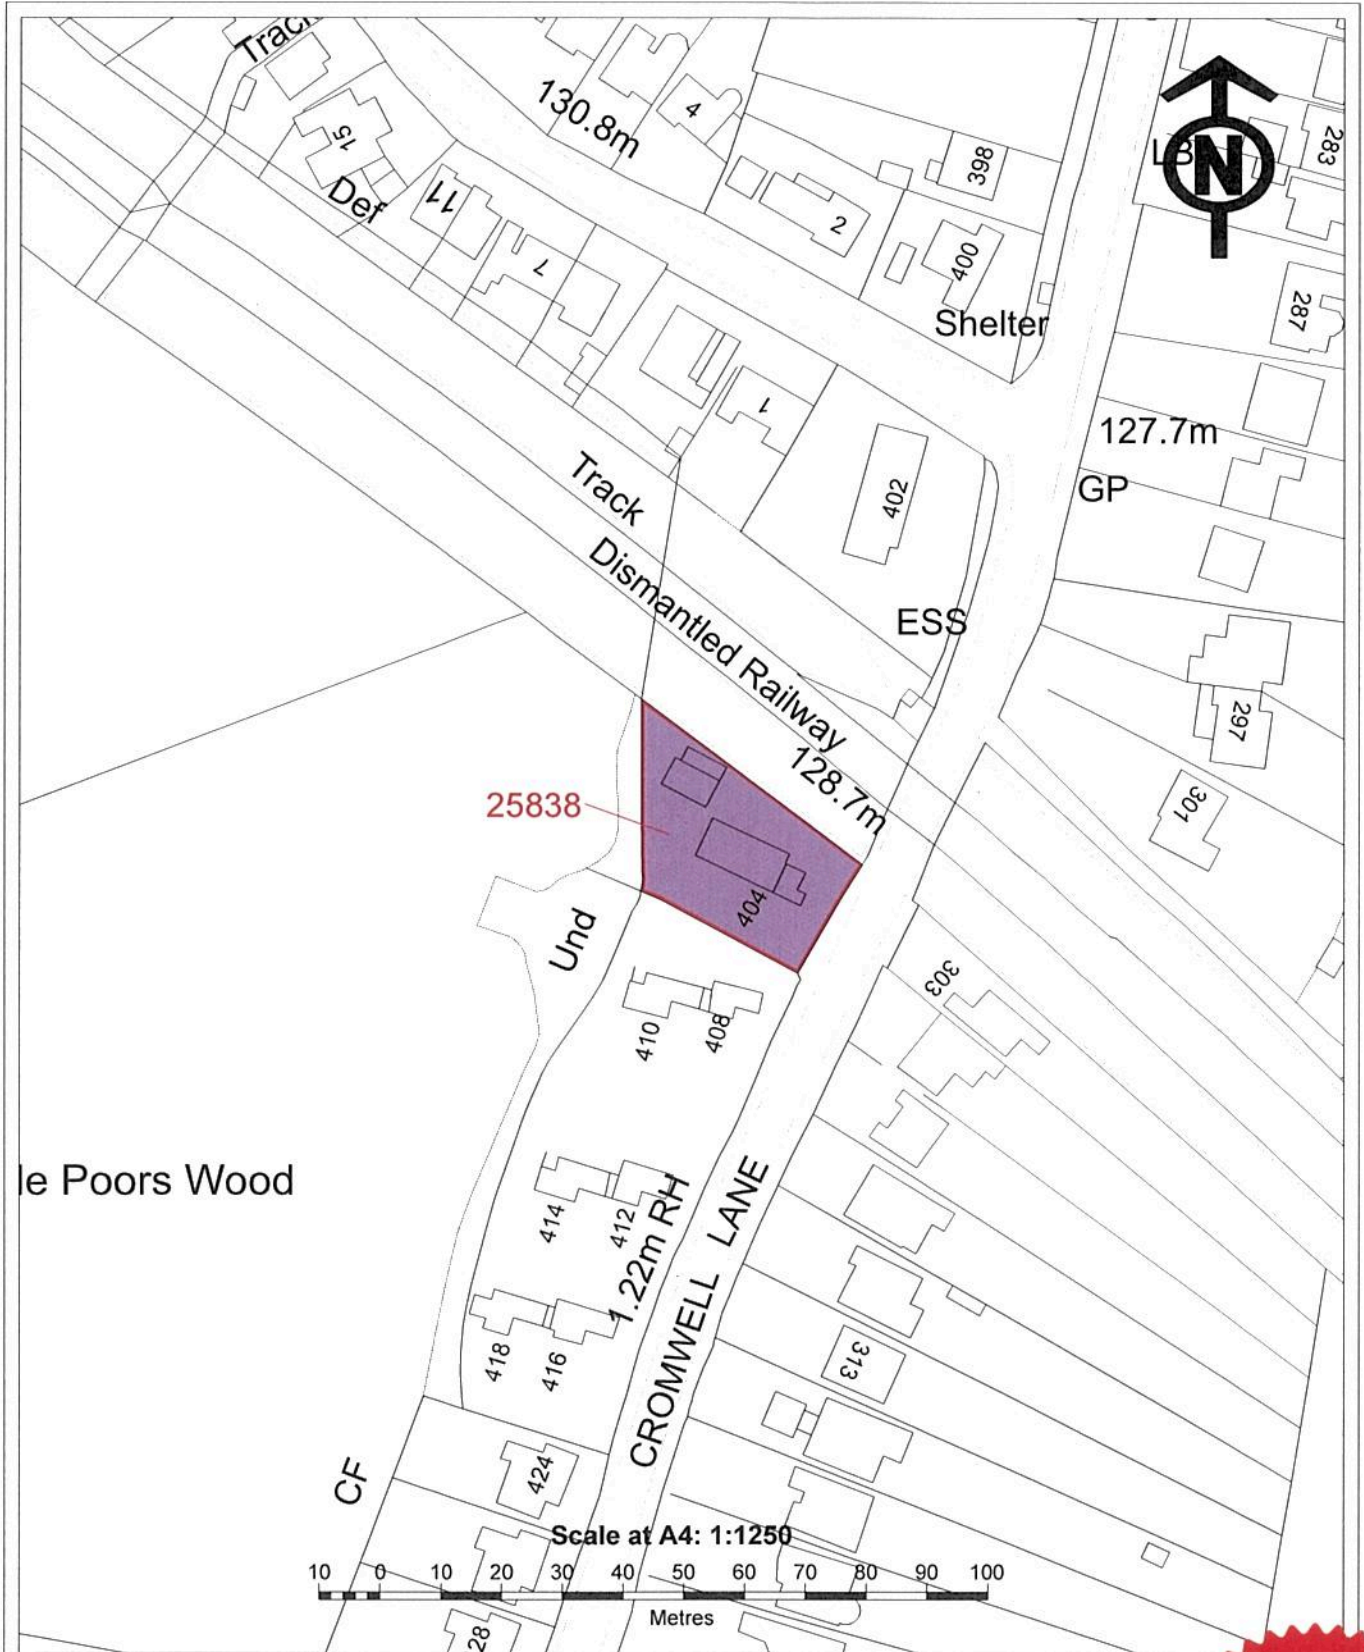 Track
130.8m
4
15
Def
11
7
2
398
400
Shelter
LB
N
283
287
1
402
127.7m
GP
Track
Dismantled Railway
ESS
297
301
128.7m
25838
404
Und
410
408
303
le Poors Wood
414
412
1.22m RH
CROMWELL LANE
418
416
313
CF
424
Scale at A4: 1:1250
10 0 10 20 30 40 50 60 70 80 90 100
Metres
28